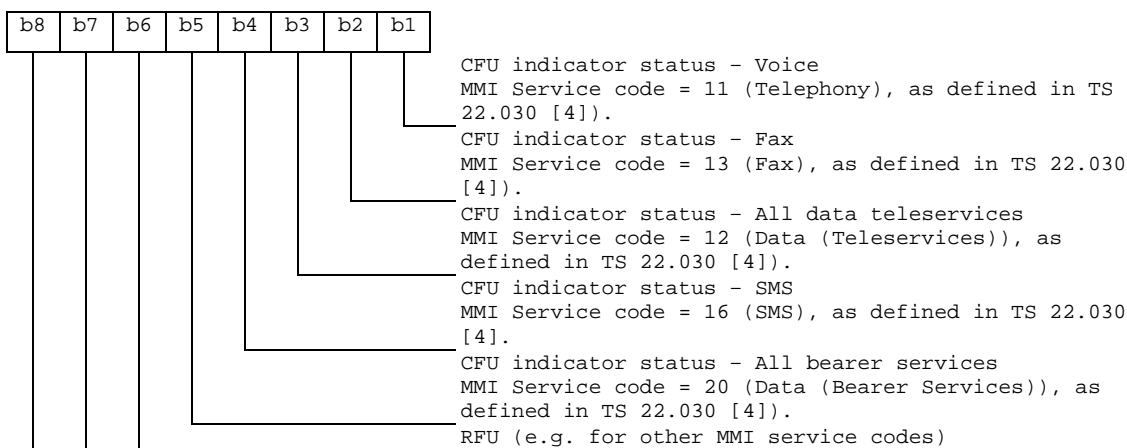 b8 b7 b6 b5 b4 b3 b2 b1
CFU indicator status – Voice
MMI Service code = 11 (Telephony), as defined in TS
22.030 [4]).
CFU indicator status – Fax
MMI Service code = 13 (Fax), as defined in TS 22.030
[4]).
CFU indicator status – All data teleservices
MMI Service code = 12 (Data (Teleservices)), as
defined in TS 22.030 [4]).
CFU indicator status – SMS
MMI Service code = 16 (SMS), as defined in TS 22.030
[4].
CFU indicator status – All bearer services
MMI Service code = 20 (Data (Bearer Services)), as
defined in TS 22.030 [4]).
RFU (e.g. for other MMI service codes)